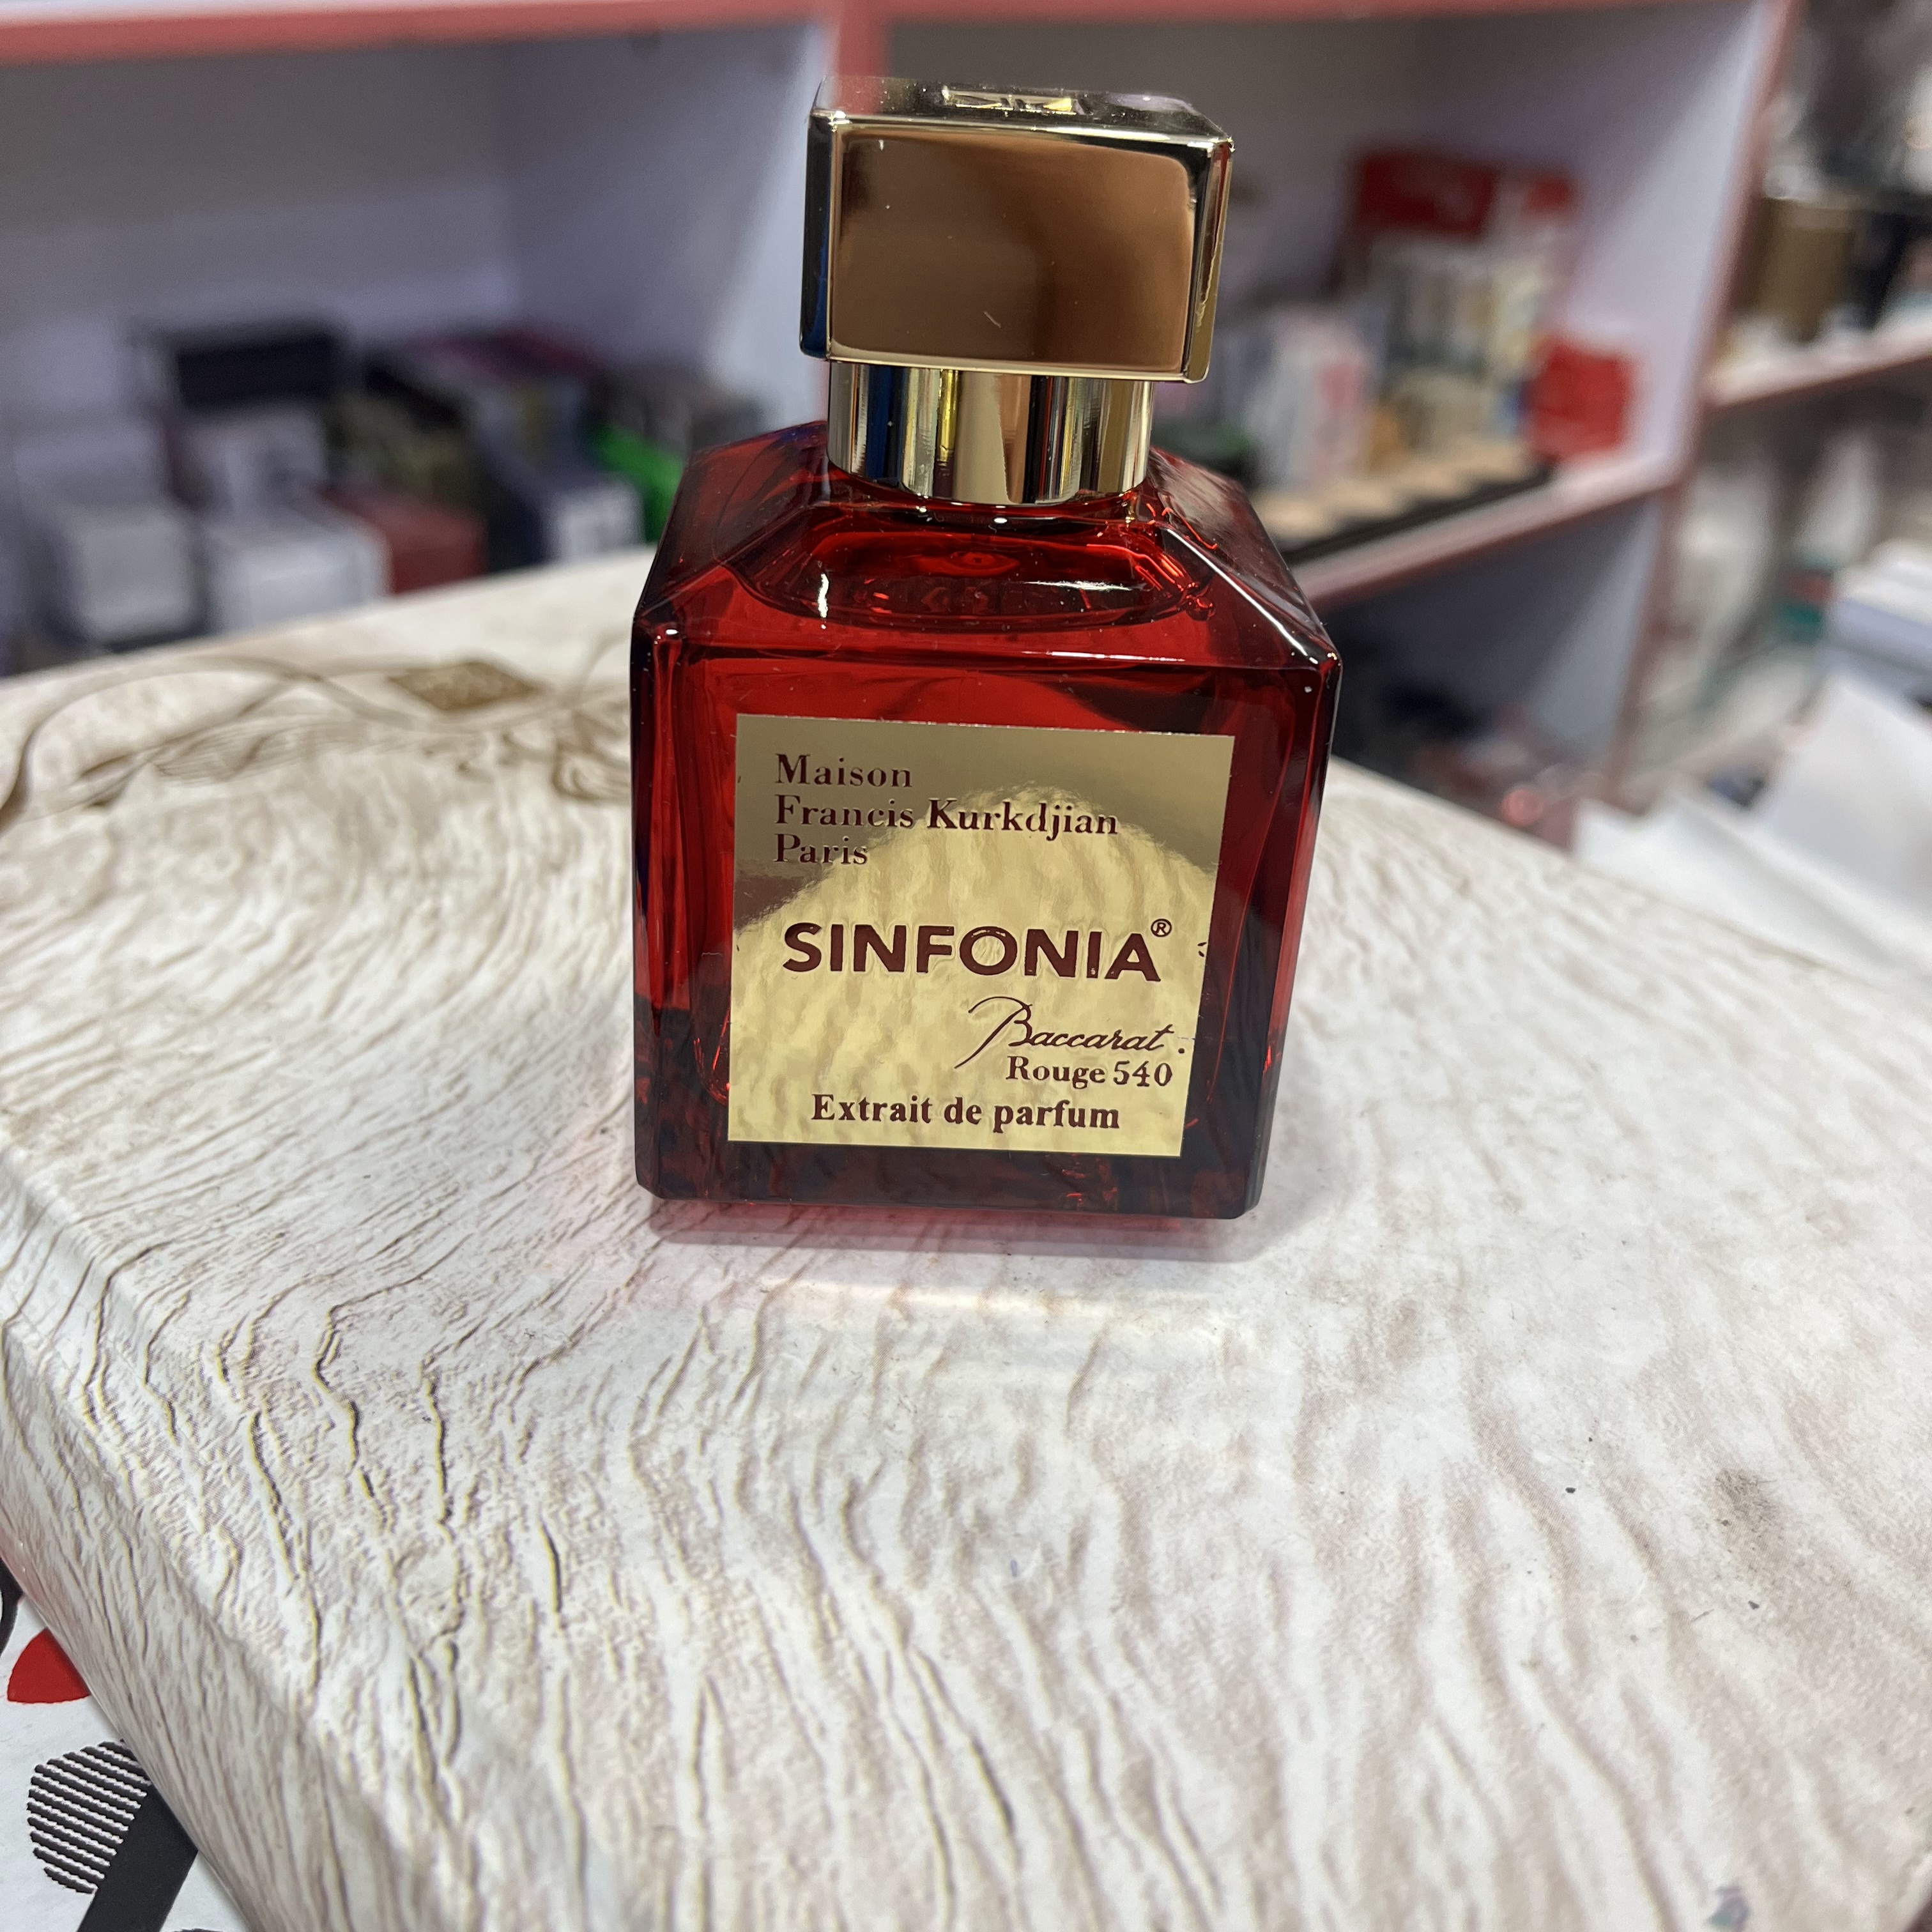 Maison
Francis Kurkdjian
Paris
SINFONIA®
Baccarat.
Rouge 540
Extrait de parfum